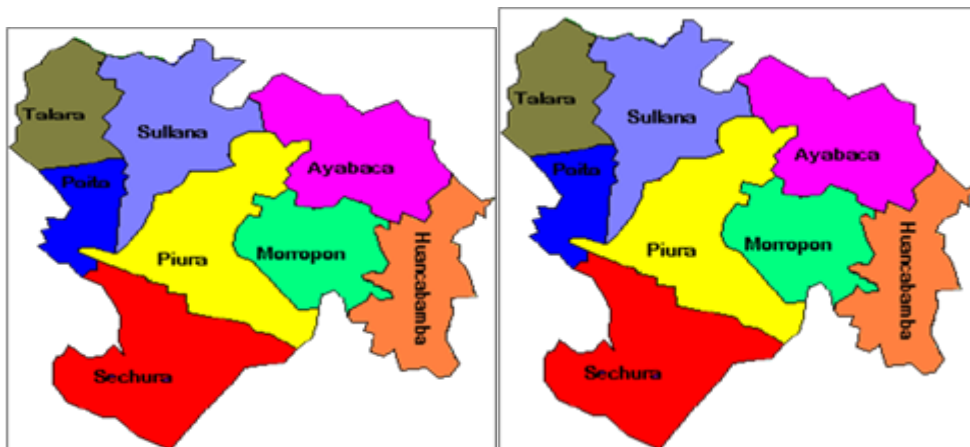 Talara
Sullana
Paita
Ayabaca
Piura
Morropon
Huancabamba
Sechura
Talara
Sullana
Paita
Ayabaca
Piura
Morropon
Huancabamba
Sechura